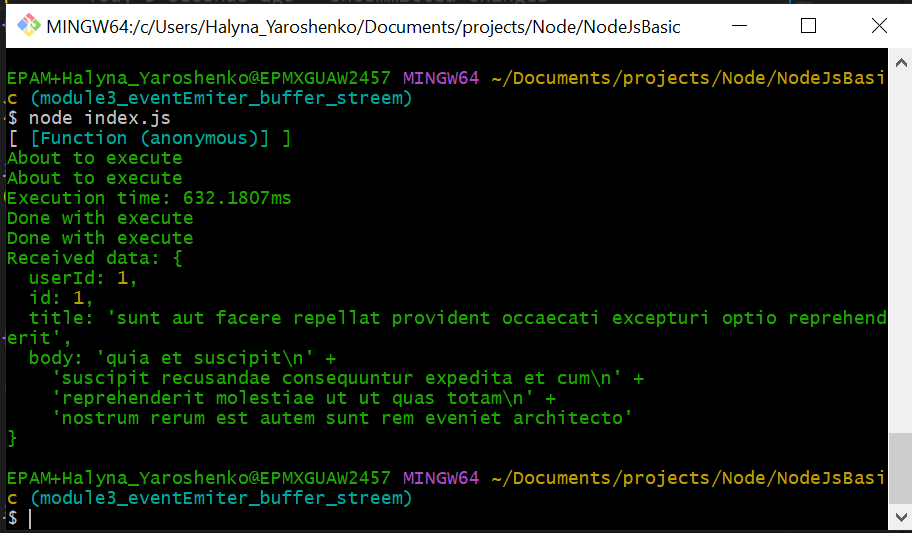 MINGW64:/c/Users/Halyna_Yaroshenko/Documents/projects/Node/NodeJsBasic
EPAM+Halyna_Yaroshenko@EPMXGUAW2457 MINGW64 ~/Documents/projects/Node/NodeJsBasi
c (module3_eventEmiter_buffer_streem)
$ node index.js
[ [Function (anonymous)] ]
About to execute
About to execute
Execution time: 632.1807ms
Done with execute
Done with execute
Received data: {
  userId: 1,
  id: 1,
  title: 'sunt aut facere repellat provident occaecati excepturi optio reprehend
erit',
  body: 'quia et suscipit\n' +
    'suscipit recusandae consequuntur expedita et cum\n' +
    'reprehenderit molestiae ut ut quas totam\n' +
    'nostrum rerum est autem sunt rem eveniet architecto'
}
EPAM+Halyna_Yaroshenko@EPMXGUAW2457 MINGW64 ~/Documents/projects/Node/NodeJsBasi
c (module3_eventEmiter_buffer_streem)
$